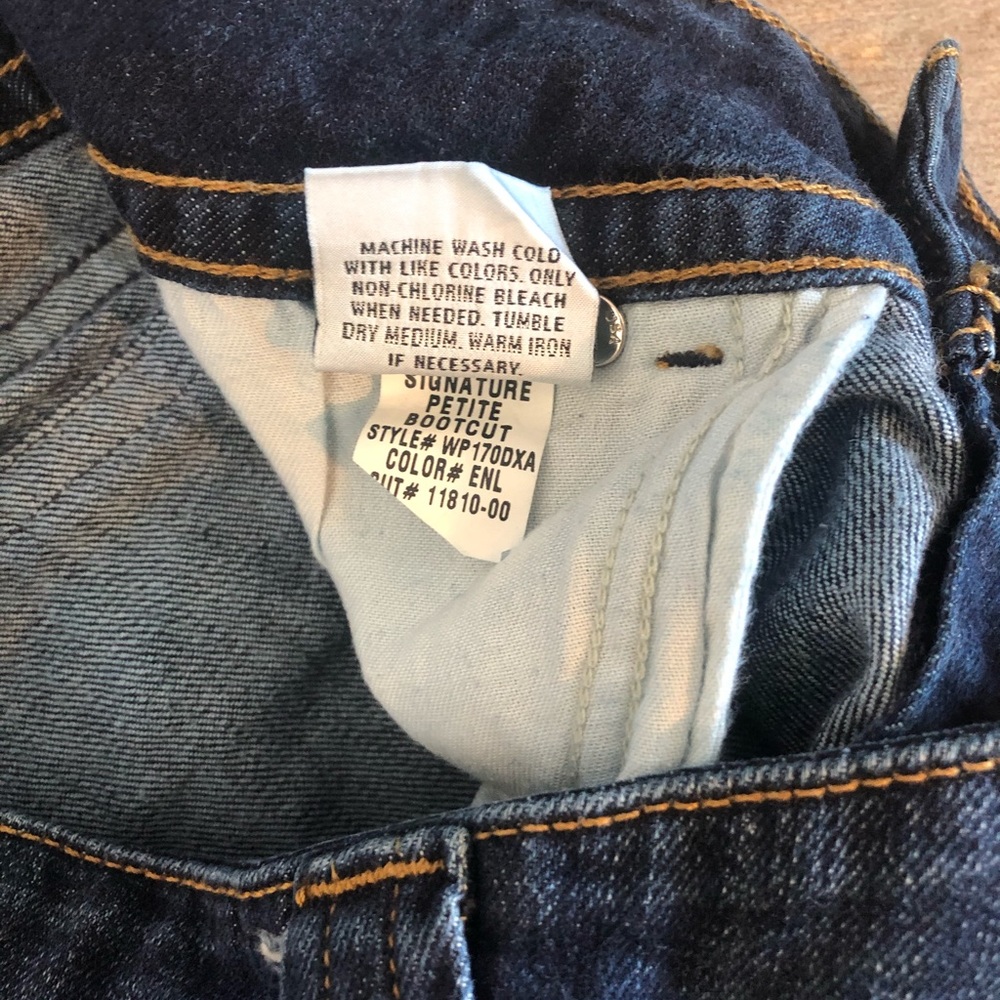 MACHINE WASH COLD
WITH LIKE COLORS. ONLY
NON-CHLORINE BLEACH
WHEN NEEDED. TUMBLE
DRY MEDIUM. WARM IRON
IF NECESSARY.
SIGNATURE
PETITE
BOOTCUT
STYLE# WP170DXA
COLOR# ENL
CUT# 11810-00